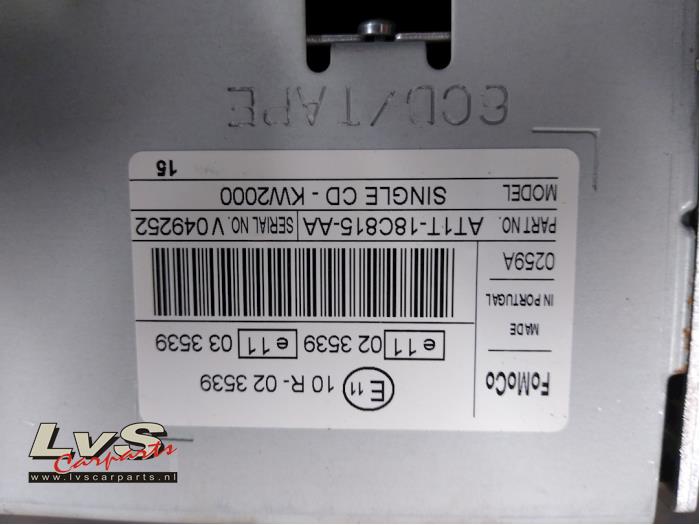 FoMoCo
MADE
IN PORTUGAL
0259A
E 11 10 R - 02 3539
e 11 02 3539 e 11 03 3539
PART NO. AT1T-18C815-AA SERIAL NO. V 049252
MODEL SINGLE CD - KW2000
15
6CD/TAPE
LvS
Carparts
www.lvscarparts.nl